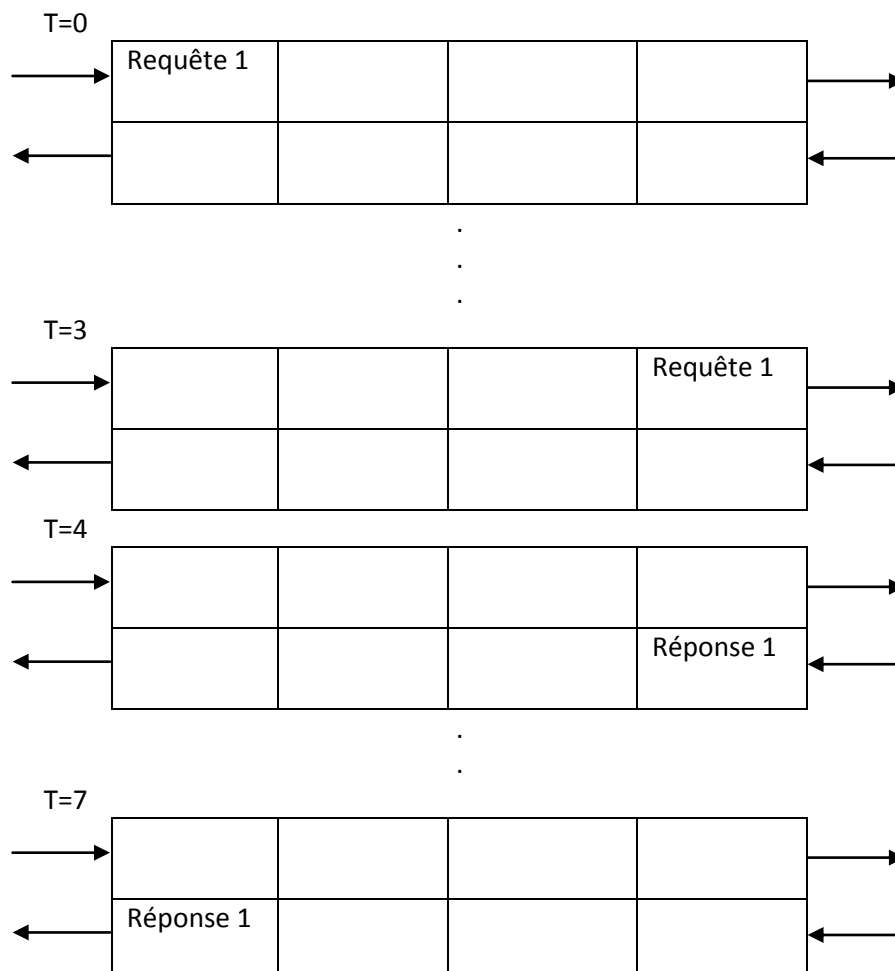 T=0
Requête 1
.
.
.
T=3
Requête 1
T=4
Réponse 1
.
.
T=7
Réponse 1